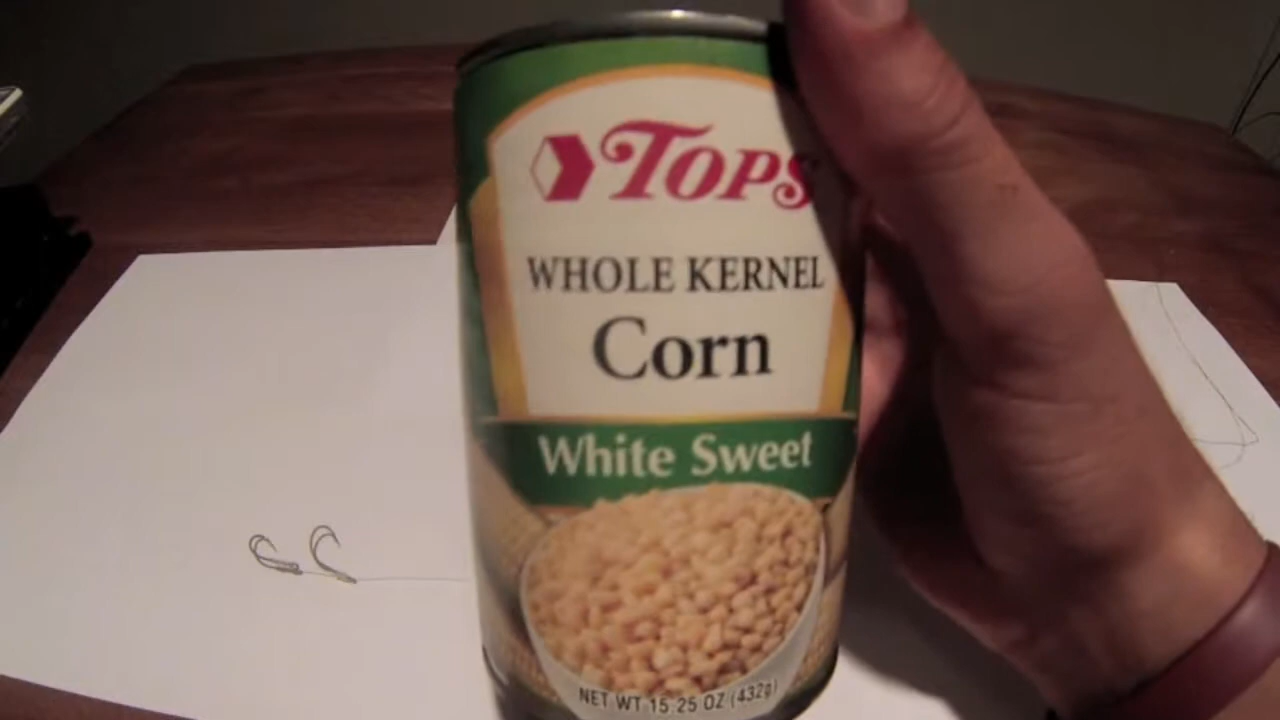 TOPS
WHOLE KERNEL
Corn
White Sweet
NET WT 15.25 OZ (432g)